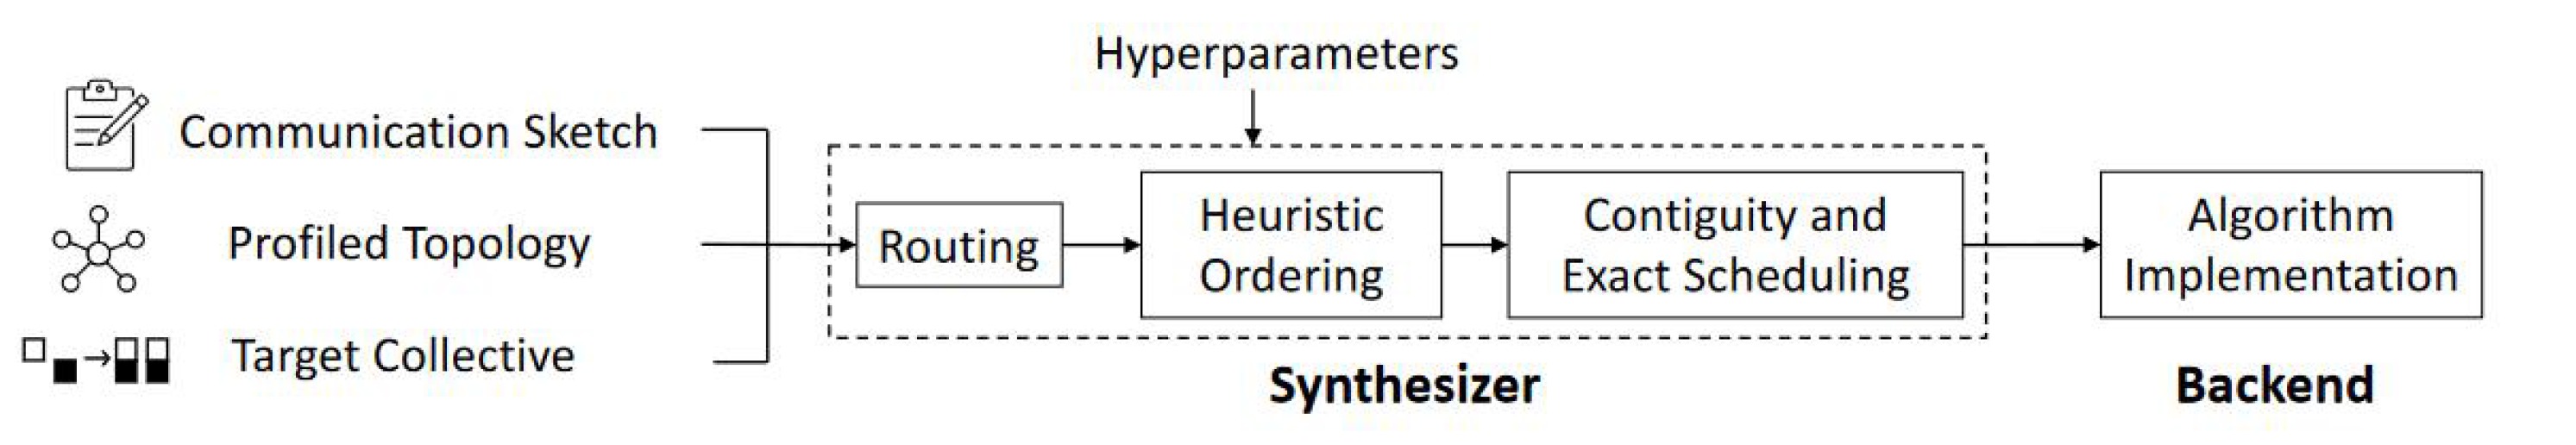 Hyperparameters
Communication Sketch
Profiled Topology
Target Collective
Routing
Heuristic
Ordering
Contiguity and
Exact Scheduling
Algorithm
Implementation
Synthesizer
Backend